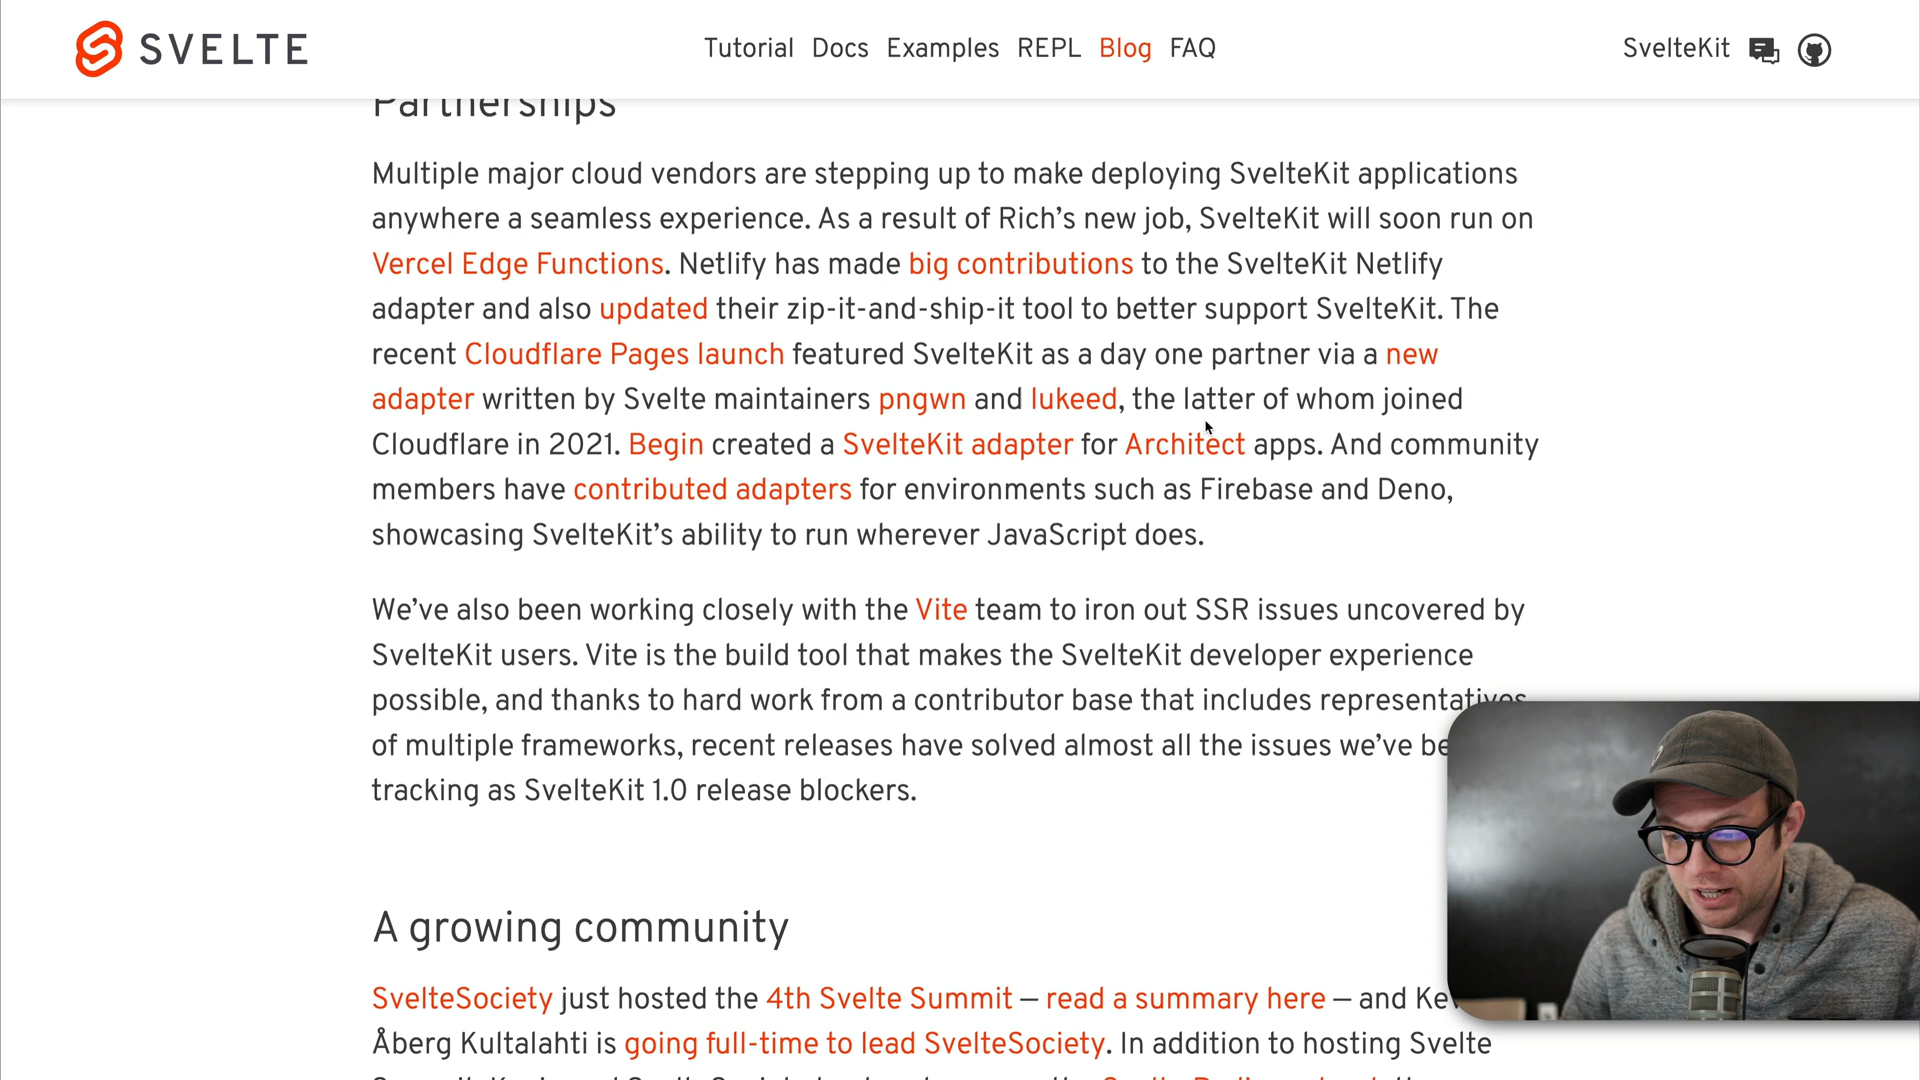 SVELTE
Tutorial Docs Examples REPL Blog FAQ
SvelteKit
Partnerships
Multiple major cloud vendors are stepping up to make deploying SvelteKit applications
anywhere a seamless experience. As a result of Rich’s new job, SvelteKit will soon run on
Vercel Edge Functions. Netlify has made big contributions to the SvelteKit Netlify
adapter and also updated their zip-it-and-ship-it tool to better support SvelteKit. The
recent Cloudflare Pages launch featured SvelteKit as a day one partner via a new
adapter written by Svelte maintainers pngwn and lukeed, the latter of whom joined
Cloudflare in 2021. Begin created a SvelteKit adapter for Architect apps. And community
members have contributed adapters for environments such as Firebase and Deno,
showcasing SvelteKit’s ability to run wherever JavaScript does.
We’ve also been working closely with the Vite team to iron out SSR issues uncovered by
SvelteKit users. Vite is the build tool that makes the SvelteKit developer experience
possible, and thanks to hard work from a contributor base that includes representatives
of multiple frameworks, recent releases have solved almost all the issues we’ve be
tracking as SvelteKit 1.0 release blockers.
A growing community
SvelteSociety just hosted the 4th Svelte Summit – read a summary here – and Ke
Åberg Kultalahti is going full-time to lead SvelteSociety. In addition to hosting Svelte